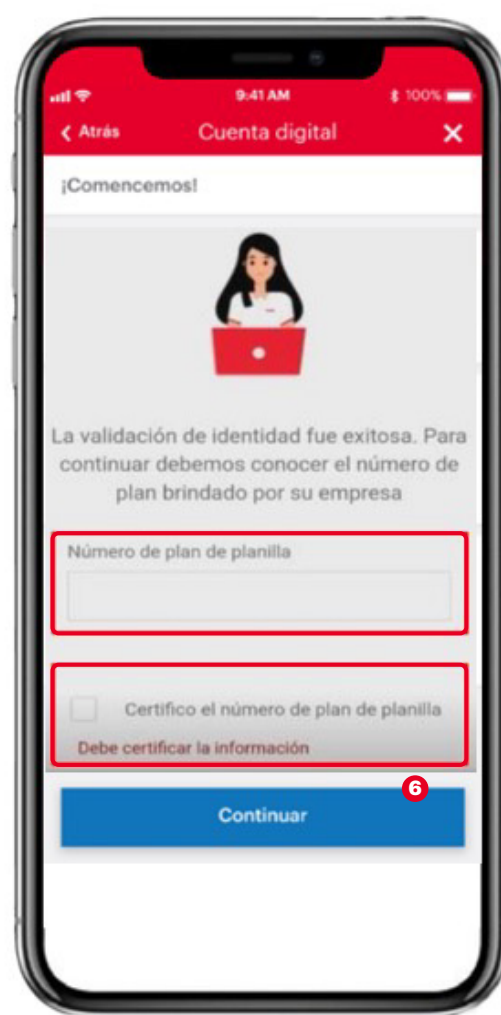 9:41 AM
100%
Atrás
Cuenta digital
¡Comencemos!
La validación de identidad fue exitosa. Para
continuar debemos conocer el número de
plan brindado por su empresa
Número de plan de planilla
Certifico el número de plan de planilla
Debe certificar la información
6
Continuar